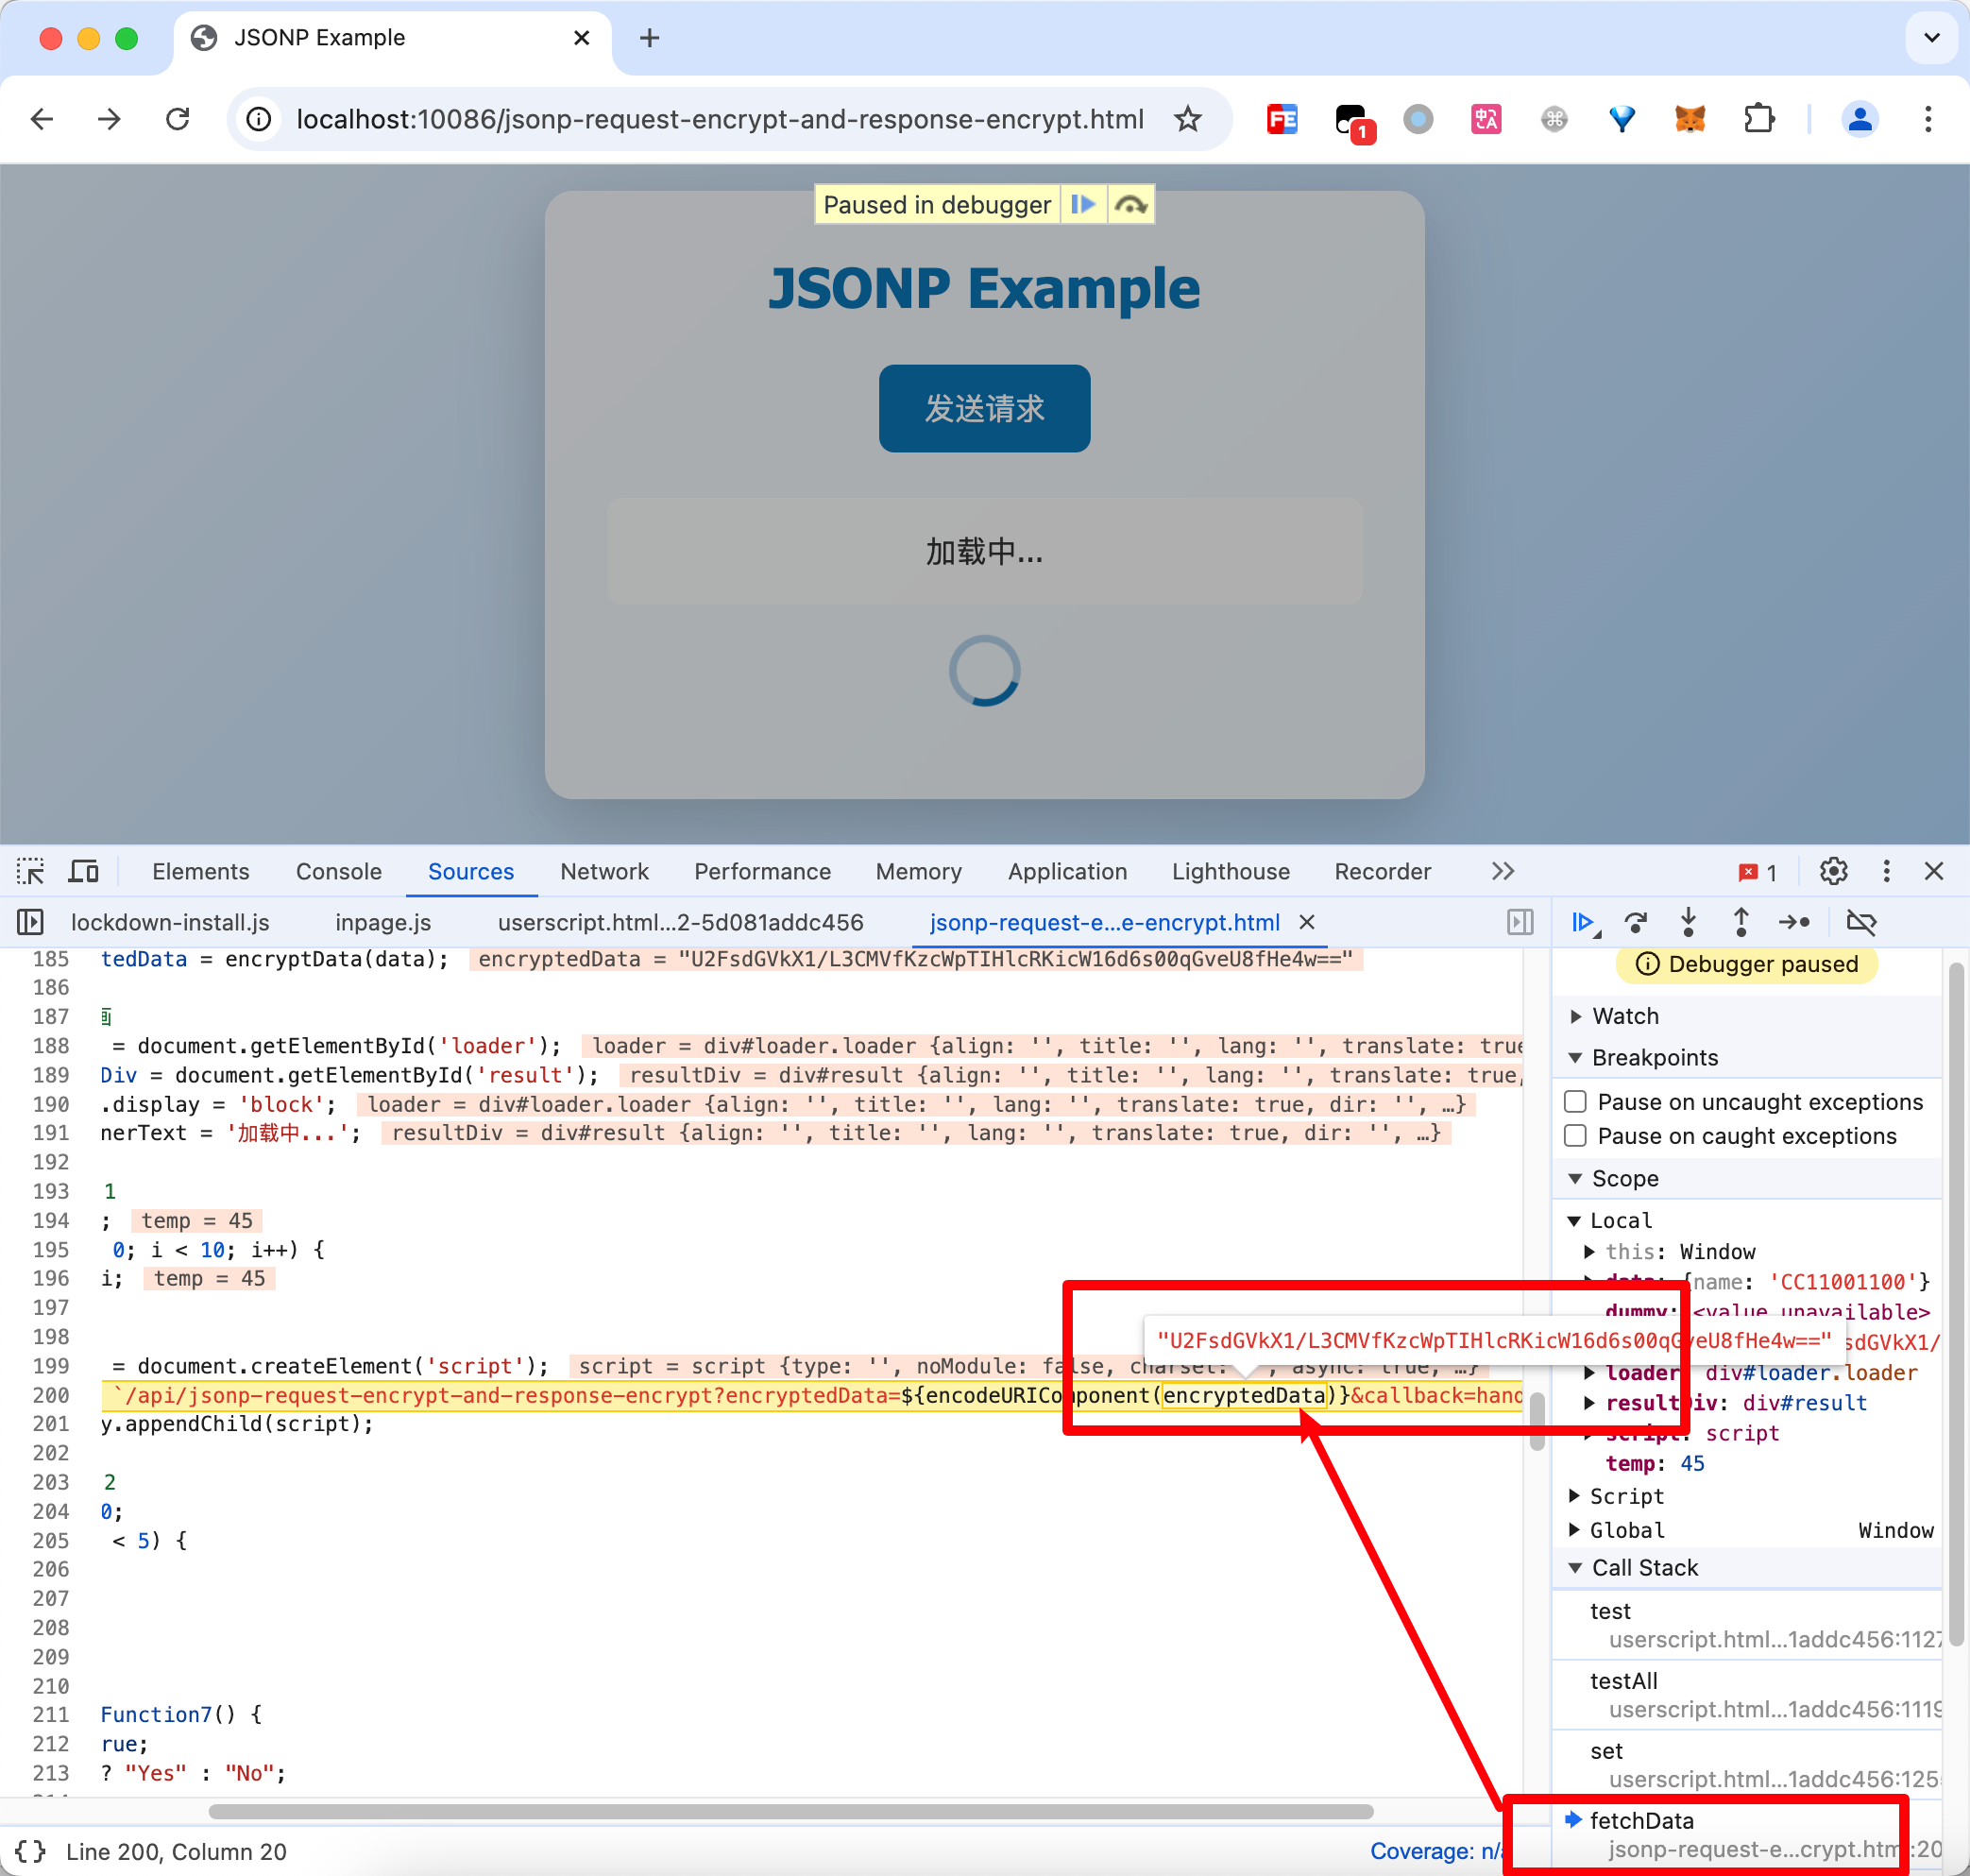 JSONP Example
localhost:10086/jsonp-request-encrypt-and-response-encrypt.html
FE
1
中A
Paused in debugger
JSONP Example
发送请求
加载中...
Elements Console Sources Network Performance Memory Application Lighthouse Recorder
1
lockdown-install.js inpage.js userscript.html...2-5d081addc456 jsonp-request-e...e-encrypt.html
185 tedData = encryptData(data); encryptedData = "U2FsdGVkX1/L3CMVfKzcWpTIHlcRKicW16d6s00qGveU8fHe4w=="
186
187
188 = document.getElementById('loader'); loader = div#loader.loader {align: '', title: '', lang: '', translate: true
189 Div = document.getElementById('result'); resultDiv = div#result {align: '', title: '', lang: '', translate: true,
190 .display = 'block'; loader = div#loader.loader {align: '', title: '', lang: '', translate: true, dir: '', …}
191 nerText = '加载中...'; resultDiv = div#result {align: '', title: '', lang: '', translate: true, dir: '', …}
192
193 1
194 ; temp = 45
195 0; i < 10; i++) {
196 i; temp = 45
197
198
"U2FsdGVkX1/L3CMVfKzcWpTIHlcRKicW16d6s00qGveU8fHe4w=="
199 = document.createElement('script'); script = script {type: '', noModule: false, charset: '', async: true, …}
200 `/api/jsonp-request-encrypt-and-response-encrypt?encryptedData=${encodeURIComponent(encryptedData)}&callback=hand
201 y.appendChild(script);
202
203 2
204 0;
205 < 5) {
206
207
208
209
210
211 Function7() {
212 rue;
213 ? "Yes" : "No";
{} Line 200, Column 20
Coverage: n/
Debugger paused
Watch
Breakpoints
Pause on uncaught exceptions
Pause on caught exceptions
Scope
Local
this: Window
data: {name: 'CC11001100'}
dummy: <value unavailable>
sdGVkX1/
loader: div#loader.loader
resultDiv: div#result
script: script
temp: 45
Script
Global Window
Call Stack
test
userscript.html...1addc456:1127
testAll
userscript.html...1addc456:1119
set
userscript.html...1addc456:125
fetchData
jsonp-request-e...crypt.htm :20